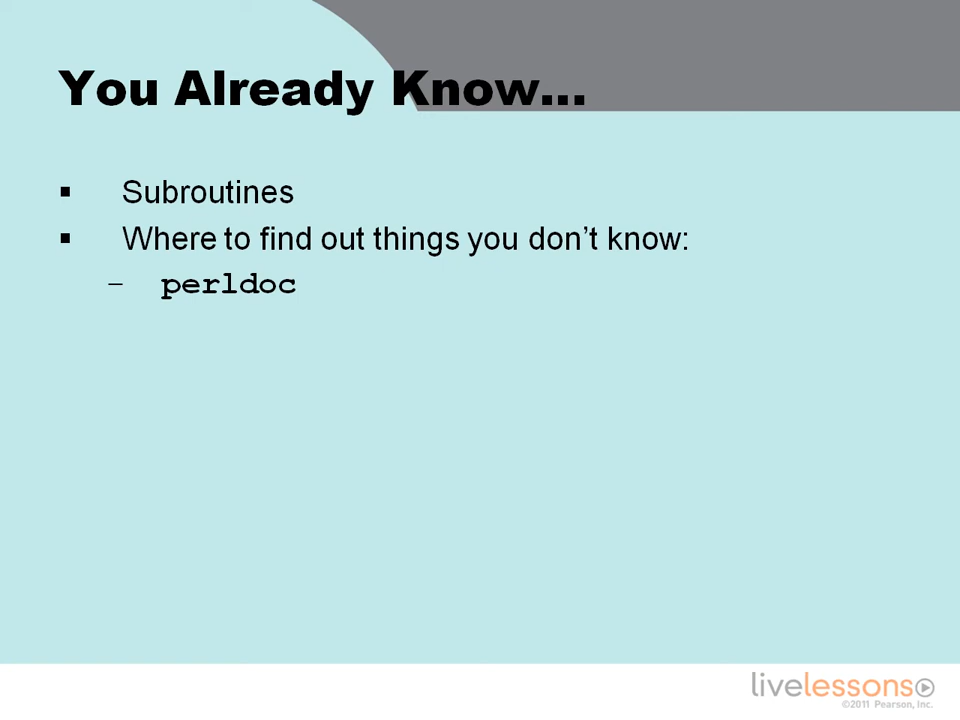 You Already Know...
▪ Subroutines
▪ Where to find out things you don’t know:
– perldoc
livelessons
©2011 Pearson, Inc.